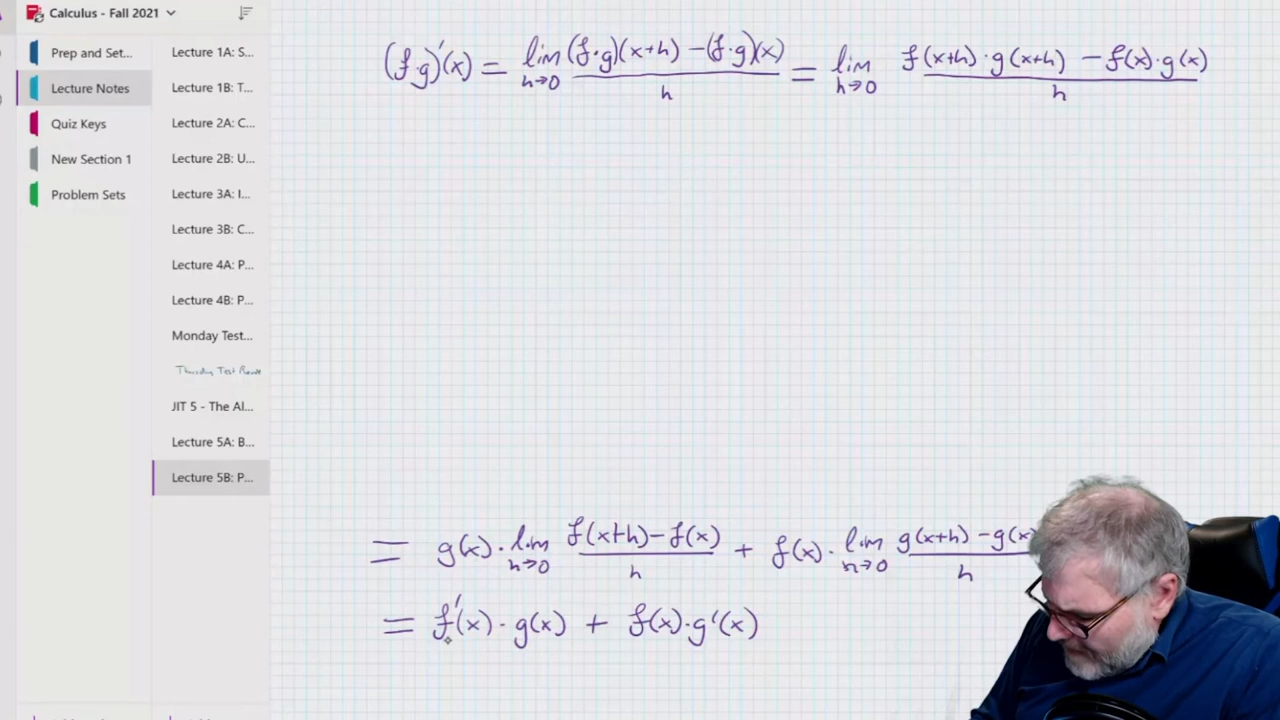 Calculus - Fall 2021
Prep and Set...
Lecture Notes
Quiz Keys
New Section 1
Problem Sets
Lecture 1A: S...
Lecture 1B: T...
Lecture 2A: C...
Lecture 2B: U...
Lecture 3A: I...
Lecture 3B: C...
Lecture 4A: P...
Lecture 4B: P...
Monday Test...
Thursday Test
JIT 5 - The Al...
Lecture 5A: B...
Lecture 5B: P...
(f·g)'(x) = lim h→0 (f·g)(x+h) - (f·g)(x) / h = lim h→0 f(x+h)·g(x+h) - f(x)·g(x) / h
= g(x)· lim h→0 f(x+h) - f(x) / h + f(x)· lim h→0 g(x+h) - g(x) / h
= f'(x)·g(x) + f(x)·g'(x)